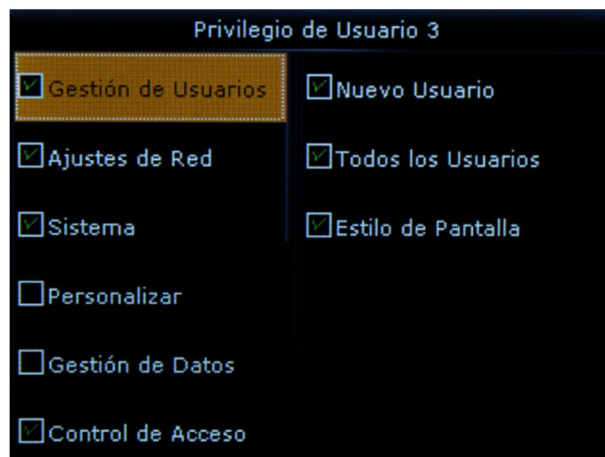 Privilegio de Usuario 3
Gestión de Usuarios
Nuevo Usuario
Ajustes de Red
Todos los Usuarios
Sistema
Estilo de Pantalla
Personalizar
Gestión de Datos
Control de Acceso